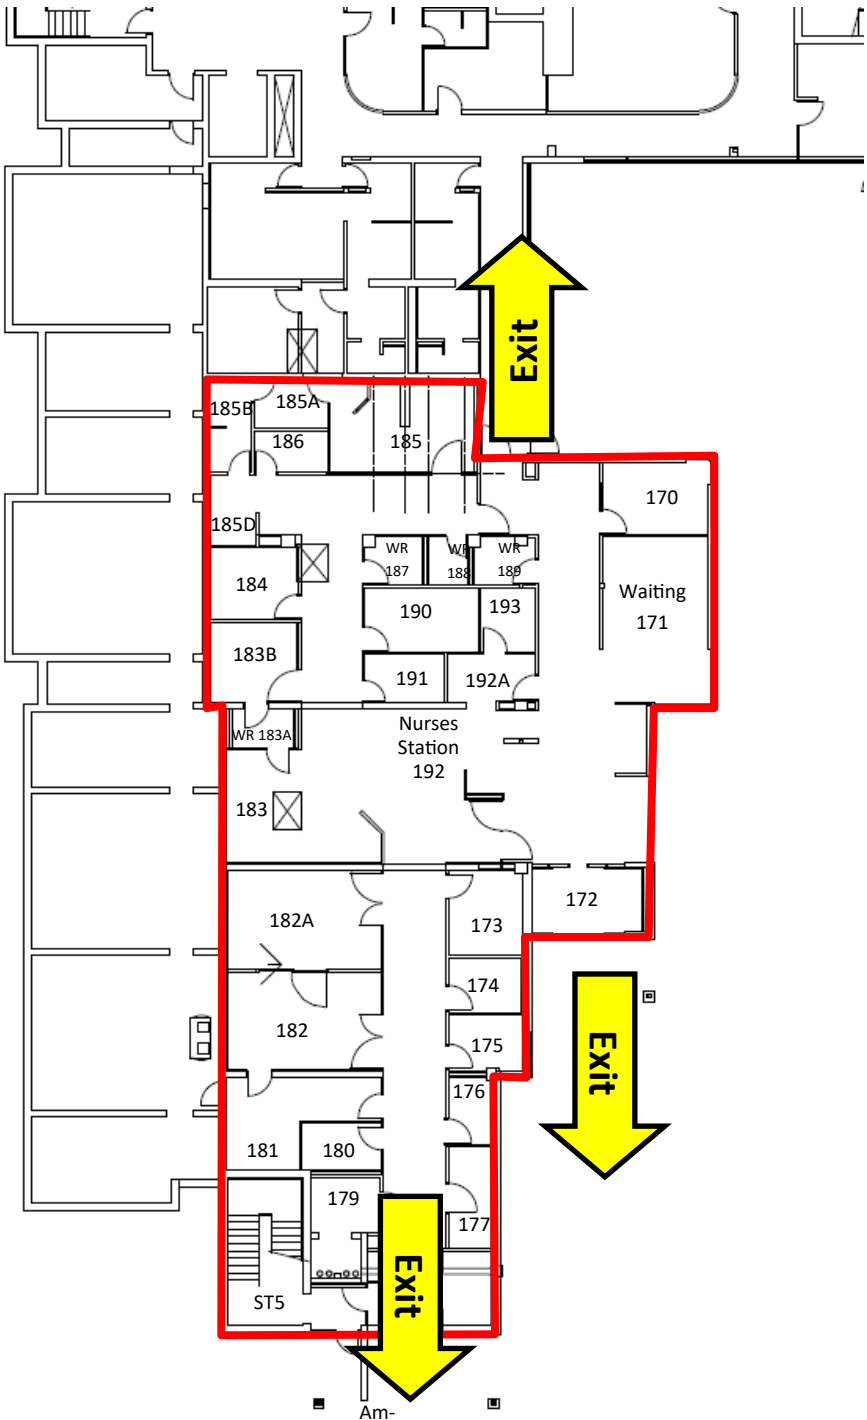 Exit
185B
185A
186
185
170
185D
WR
187
WR
188
WR
189
184
190
193
Waiting
171
183B
191
192A
WR 183A
Nurses
Station
192
183
182A
173
172
174
182
175
Exit
176
181
180
179
177
Exit
ST5
Am-